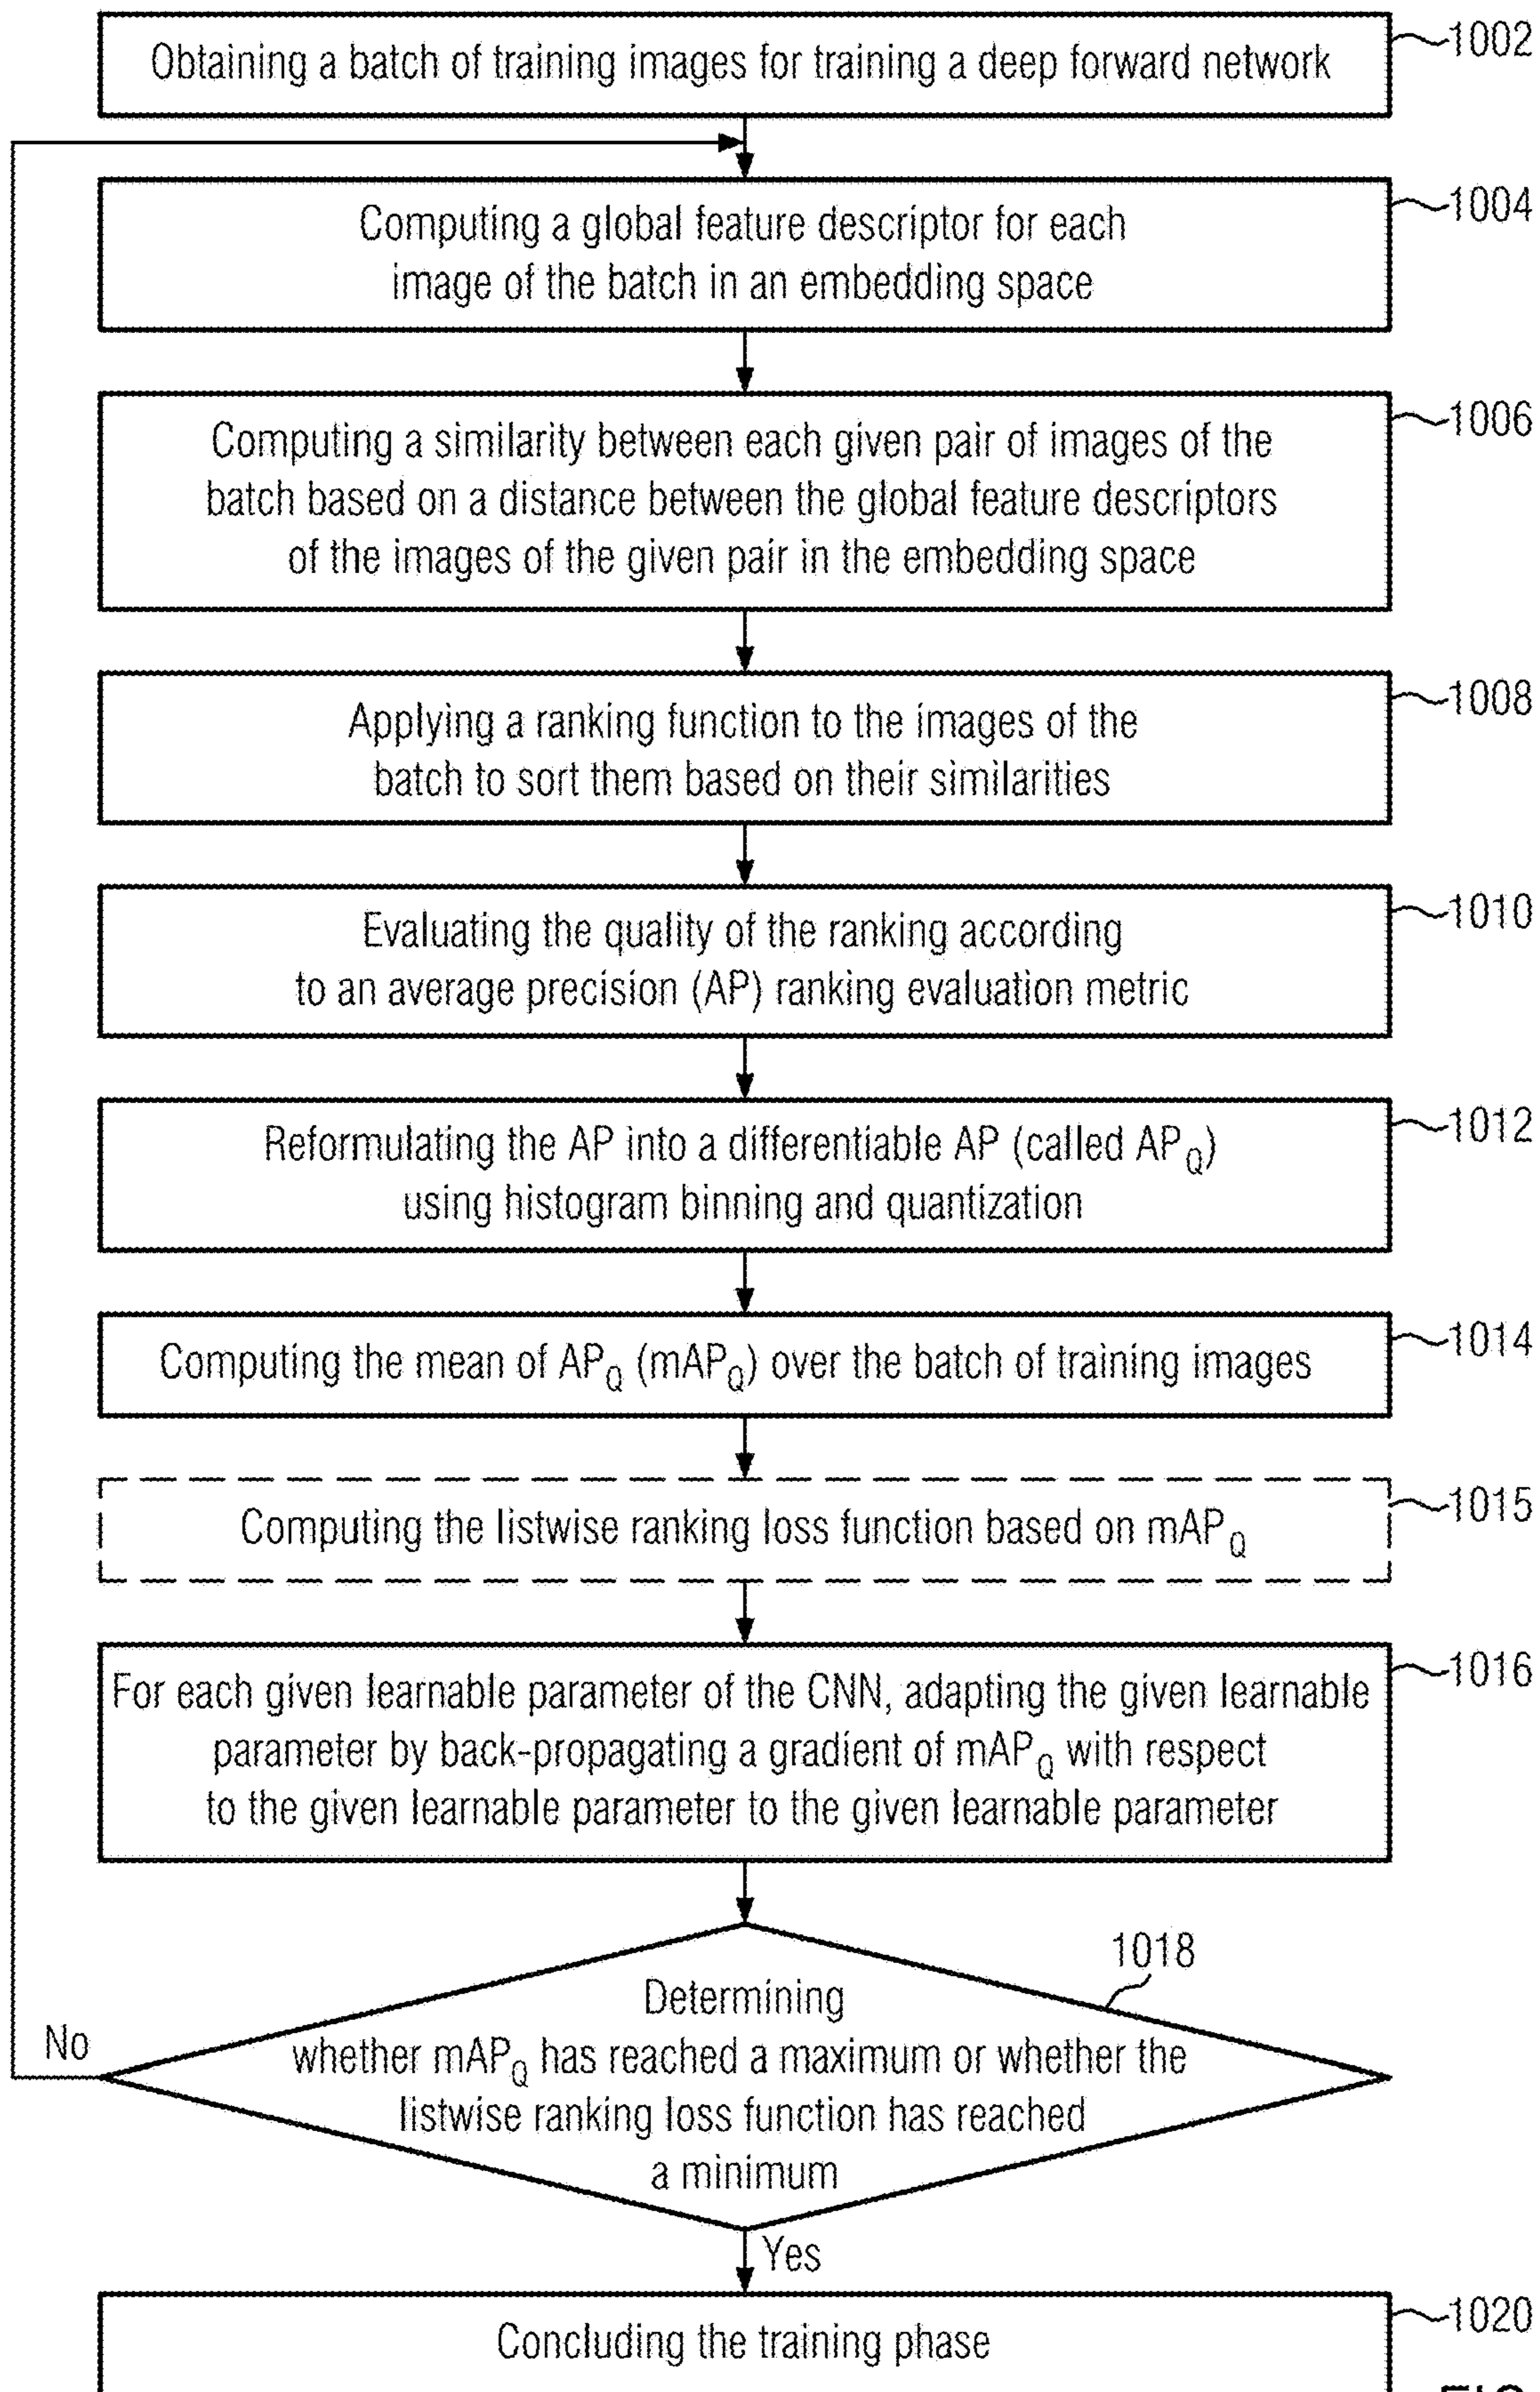 Obtaining a batch of training images for training a deep forward network
1002
Computing a global feature descriptor for each
image of the batch in an embedding space
1004
Computing a similarity between each given pair of images of the
batch based on a distance between the global feature descriptors
of the images of the given pair in the embedding space
1006
Applying a ranking function to the images of the
batch to sort them based on their similarities
1008
Evaluating the quality of the ranking according
to an average precision (AP) ranking evaluation metric
1010
Reformulating the AP into a differentiable AP (called APQ)
using histogram binning and quantization
1012
Computing the mean of APQ (mAPQ) over the batch of training images
1014
Computing the listwise ranking loss function based on mAPQ
1015
For each given learnable parameter of the CNN, adapting the given learnable
parameter by back-propagating a gradient of mAPQ with respect
to the given learnable parameter to the given learnable parameter
1016
1018
Determining
whether mAPQ has reached a maximum or whether the
listwise ranking loss function has reached
a minimum
No
Yes
Concluding the training phase
1020